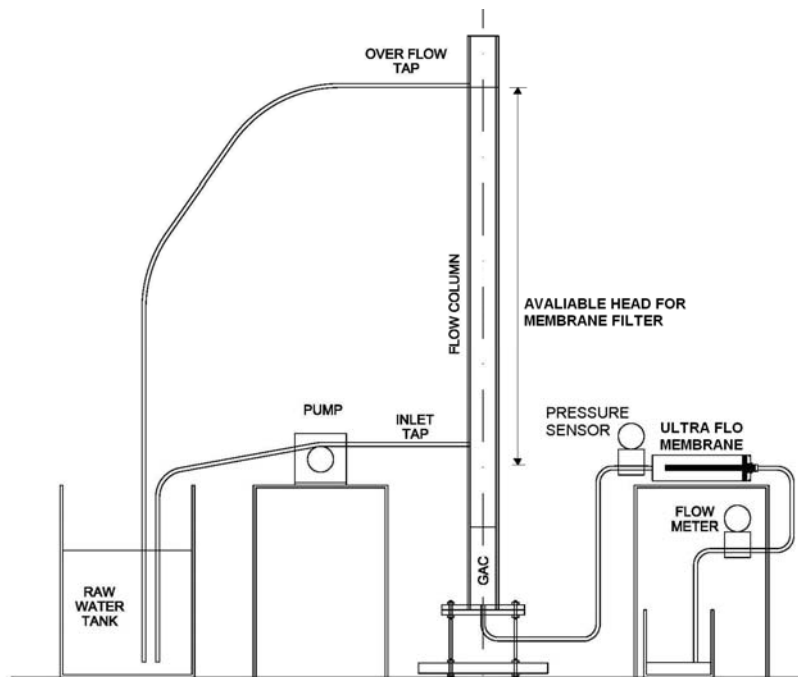 OVER FLOW
TAP
FLOW COLUMN
AVALIABLE HEAD FOR
MEMBRANE FILTER
PUMP
INLET
TAP
PRESSURE
SENSOR
ULTRA FLO
MEMBRANE
FLOW
METER
GAC
RAW
WATER
TANK